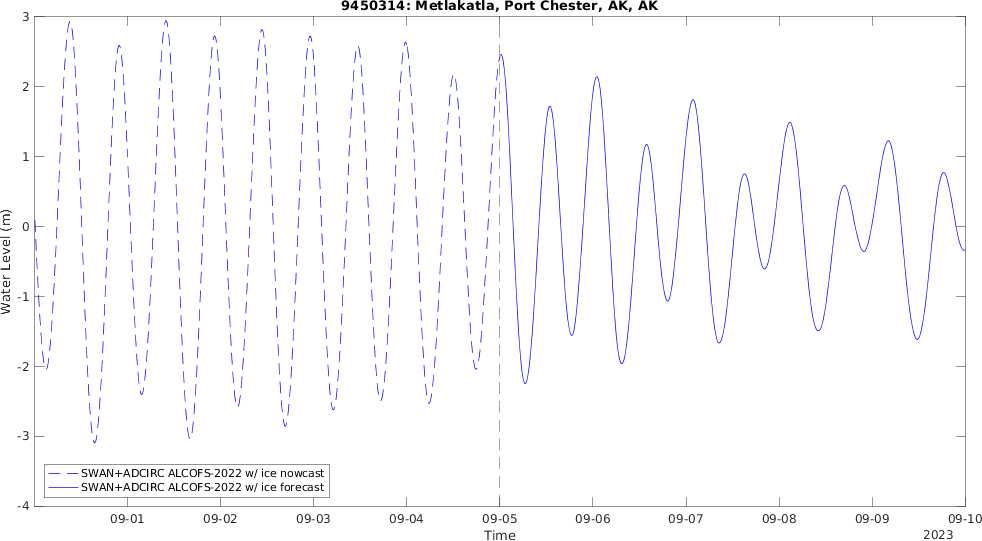 9450314: Metlakatla, Port Chester, AK, AK
3
2
1
0
-1
-2
-3
-4
Water Level (m)
SWAN+ADCIRC ALCOFS-2022 w/ ice nowcast
SWAN+ADCIRC ALCOFS-2022 w/ ice forecast
09-01 09-02 09-03 09-04 09-05 09-06 09-07 09-08 09-09 09-10
Time
2023